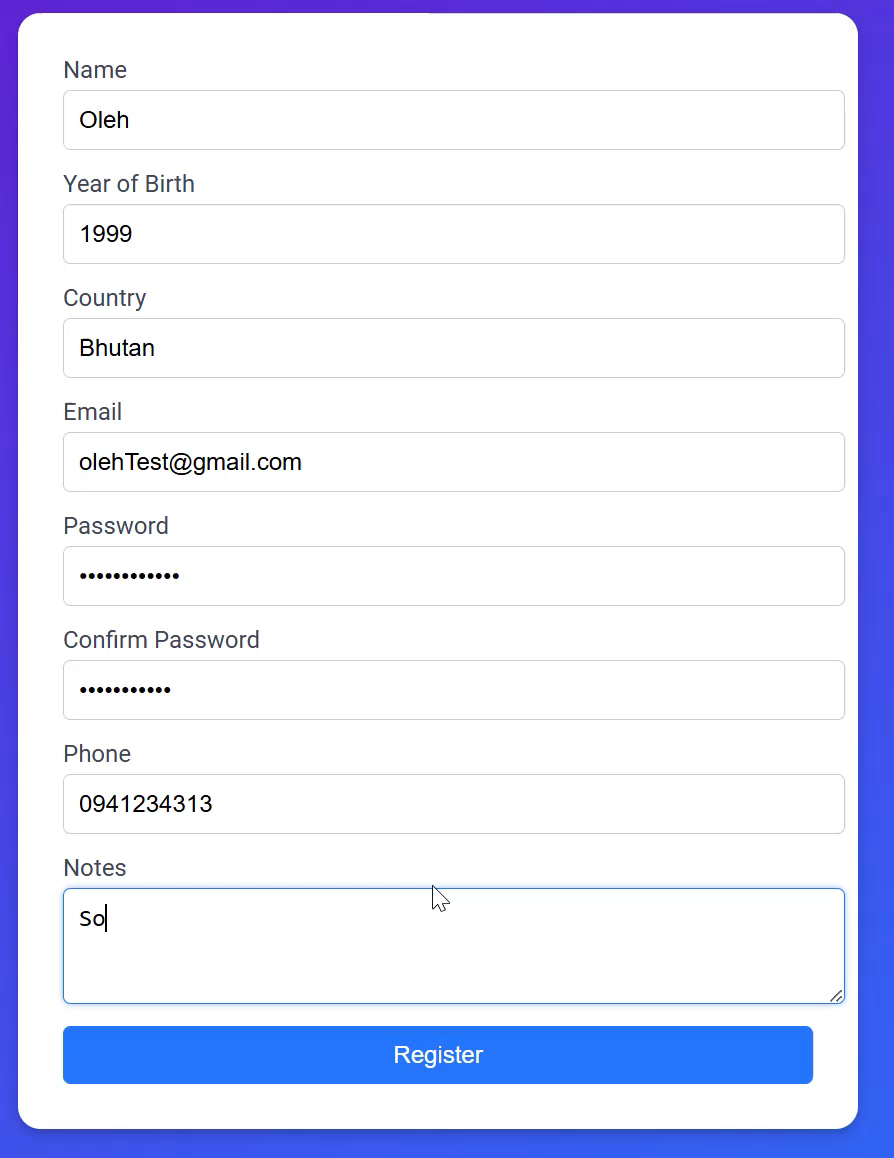 Name
Oleh
Year of Birth
1999
Country
Bhutan
Email
olehTest@gmail.com
Password
••••••••••••
Confirm Password
•••••••••••
Phone
0941234313
Notes
So
Register